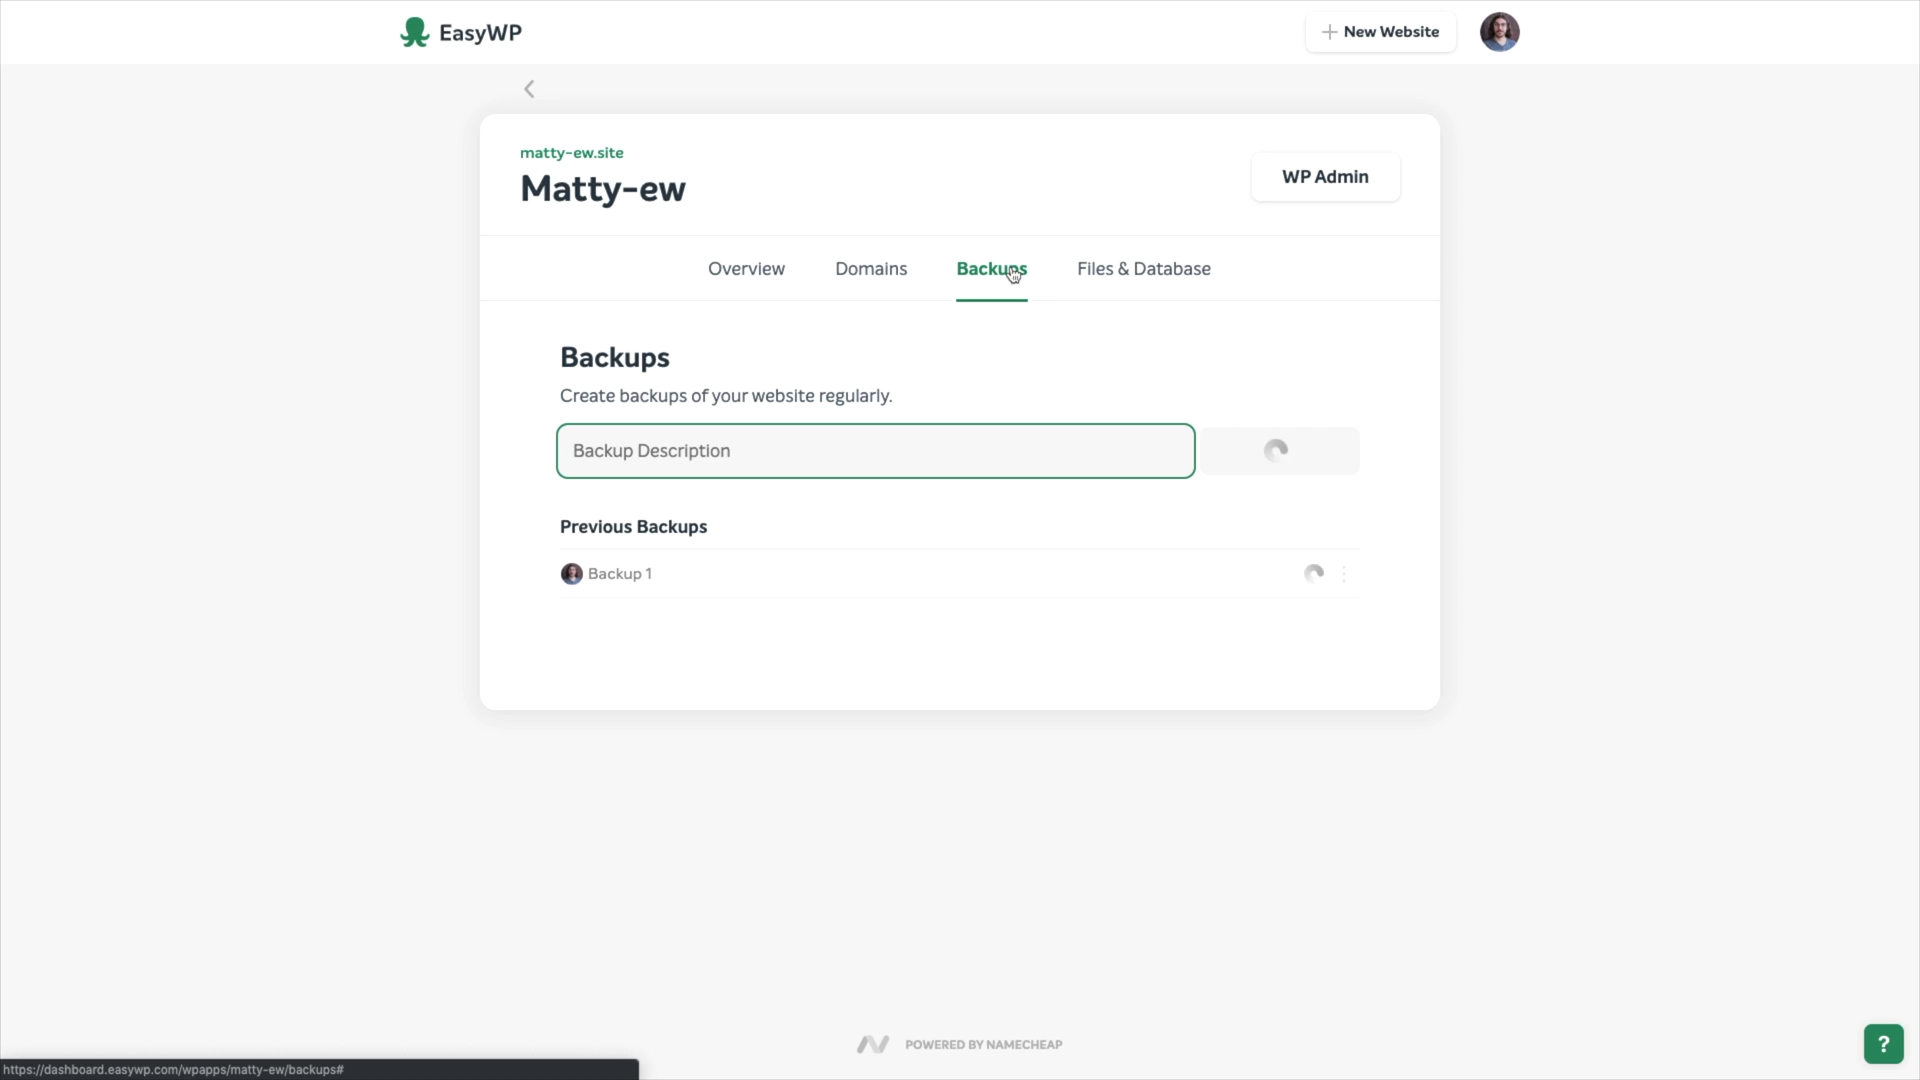 EasyWP
New Website
matty-ew.site
Matty-ew
WP Admin
Overview
Domains
Backups
Files & Database
Backups
Create backups of your website regularly.
Backup Description
Previous Backups
Backup 1
POWERED BY NAMECHEAP
?
https://dashboard.easywp.com/wpapps/matty-ew/backups#